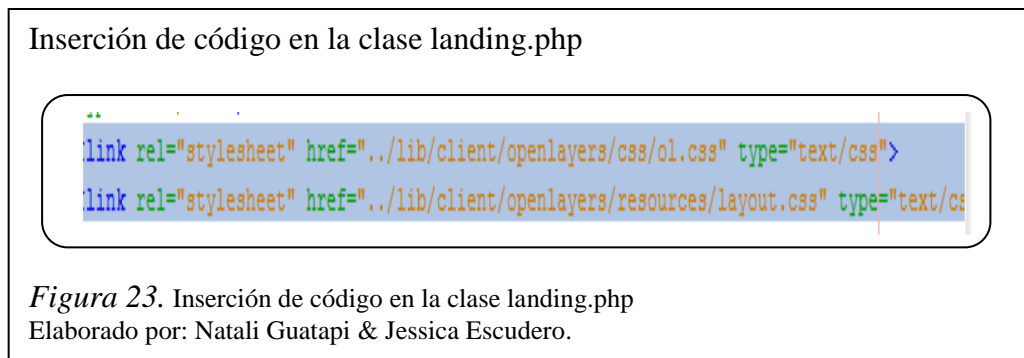 Inserción de código en la clase landing.php
link rel="stylesheet" href="../lib/client/openlayers/css/ol.css" type="text/css">
link rel="stylesheet" href="../lib/client/openlayers/resources/layout.css" type="text/cs
Figura 23. Inserción de código en la clase landing.php
Elaborado por: Natali Guatapi & Jessica Escudero.